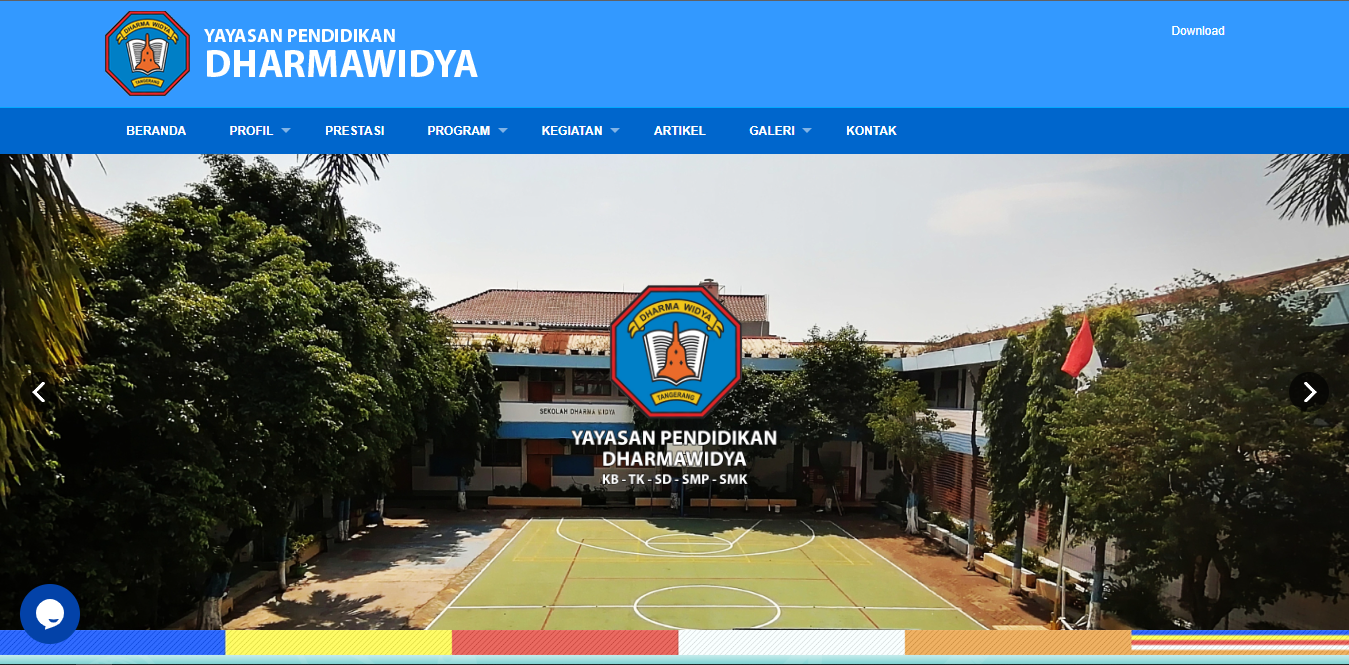 DHARMA WIDYA
TANGERANG
YAYASAN PENDIDIKAN
DHARMAWIDYA
Download
BERANDA PROFIL PRESTASI PROGRAM KEGIATAN ARTIKEL GALERI KONTAK
DHARMA WIDYA
TANGERANG
SEKOLAH DHARMA WIDYA
YAYASAN PENDIDIKAN
DHARMAWIDYA
KB - TK - SD - SMP - SMK